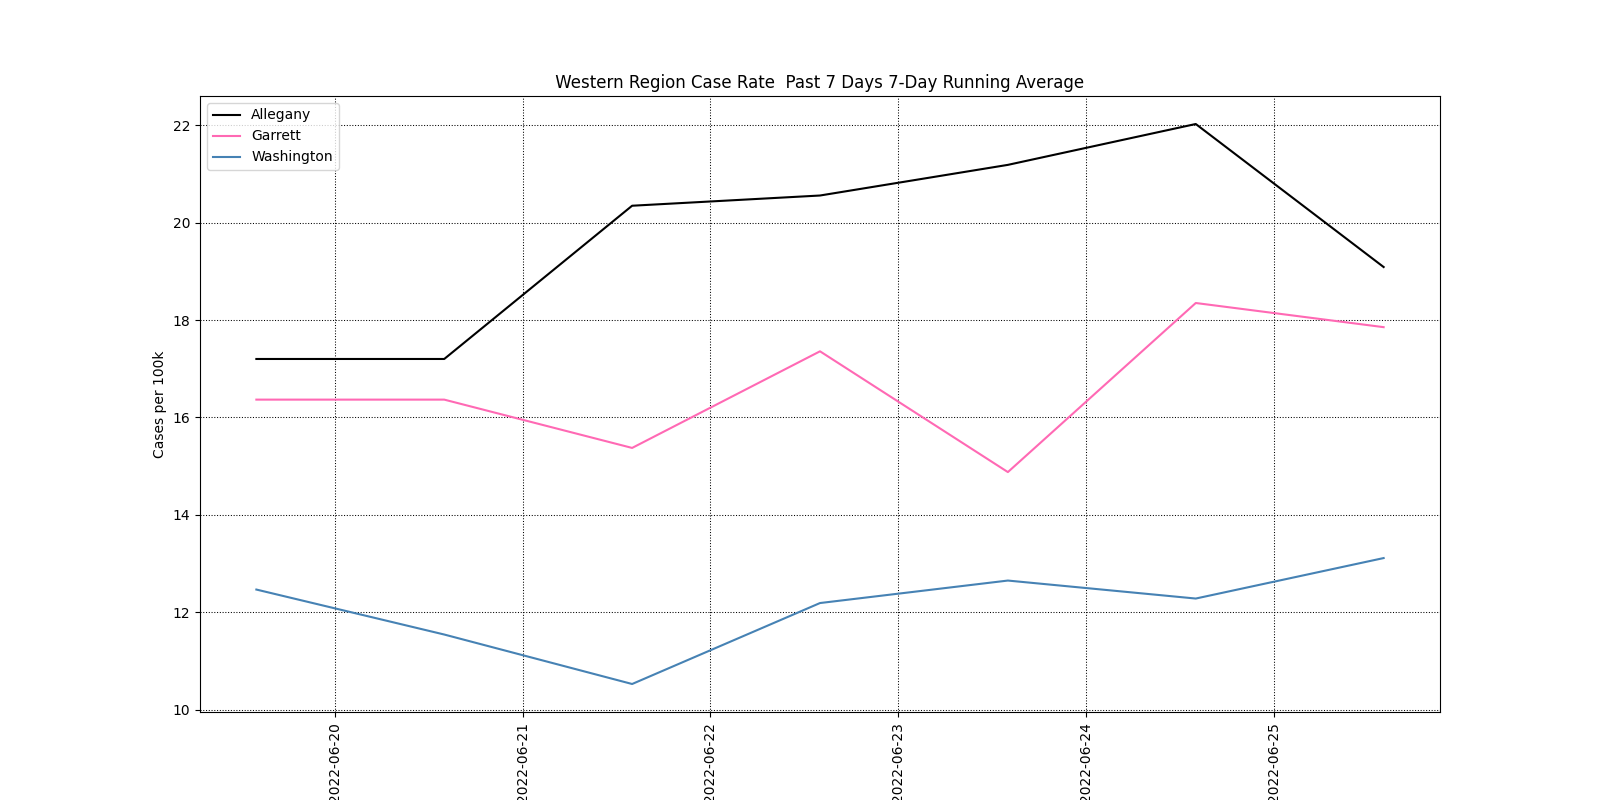 Western Region Case Rate  Past 7 Days 7-Day Running Average
Allegany
Garrett
Washington
22
20
18
16
14
12
10
Cases per 100k
2022-06-20
2022-06-21
2022-06-22
2022-06-23
2022-06-24
2022-06-25